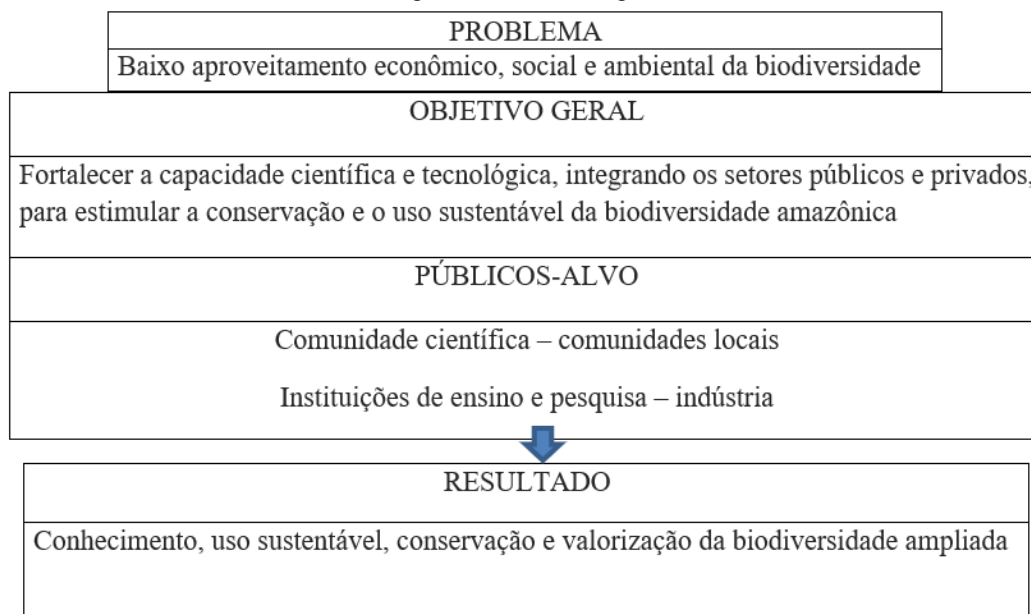 PROBLEMA
Baixo aproveitamento econômico, social e ambiental da biodiversidade
OBJETIVO GERAL
Fortalecer a capacidade científica e tecnológica, integrando os setores públicos e privados,
para estimular a conservação e o uso sustentável da biodiversidade amazônica
PÚBLICOS-ALVO
Comunidade científica – comunidades locais
Instituições de ensino e pesquisa – indústria
RESULTADO
Conhecimento, uso sustentável, conservação e valorização da biodiversidade ampliada